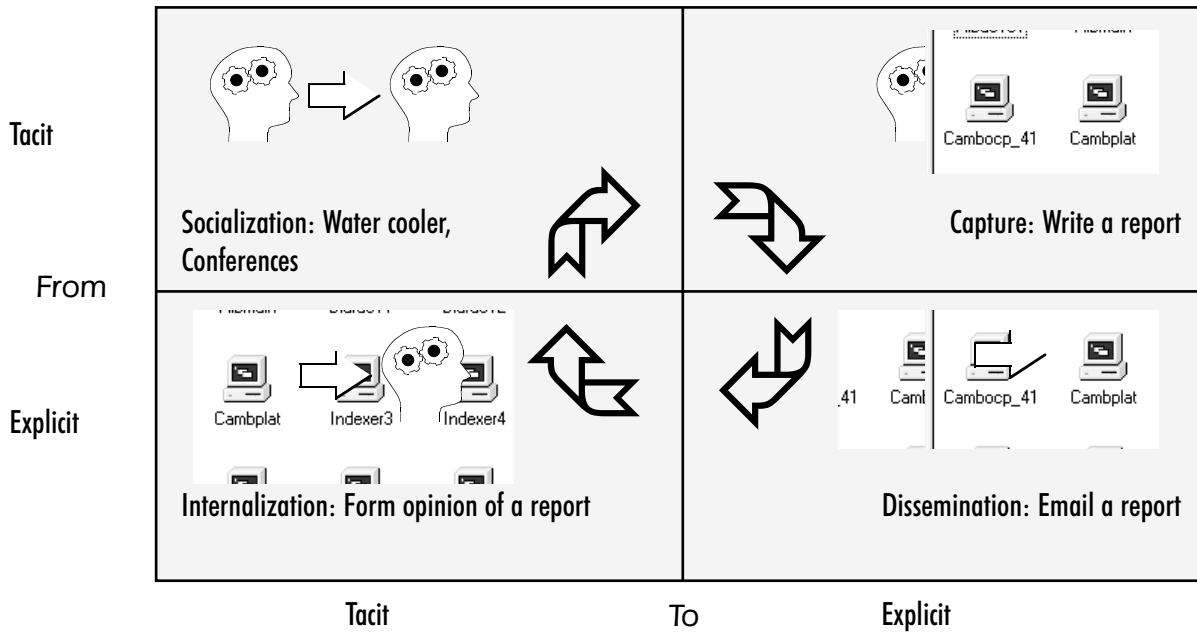 Tacit
Cambocp_41
Cambplat
Socialization: Water cooler,
Conferences
Capture: Write a report
From
Explicit
Cambplat
Indexer3
Indexer4
_41
Cambocp_41
Cambplat
Internalization: Form opinion of a report
Dissemination: Email a report
Tacit
To
Explicit